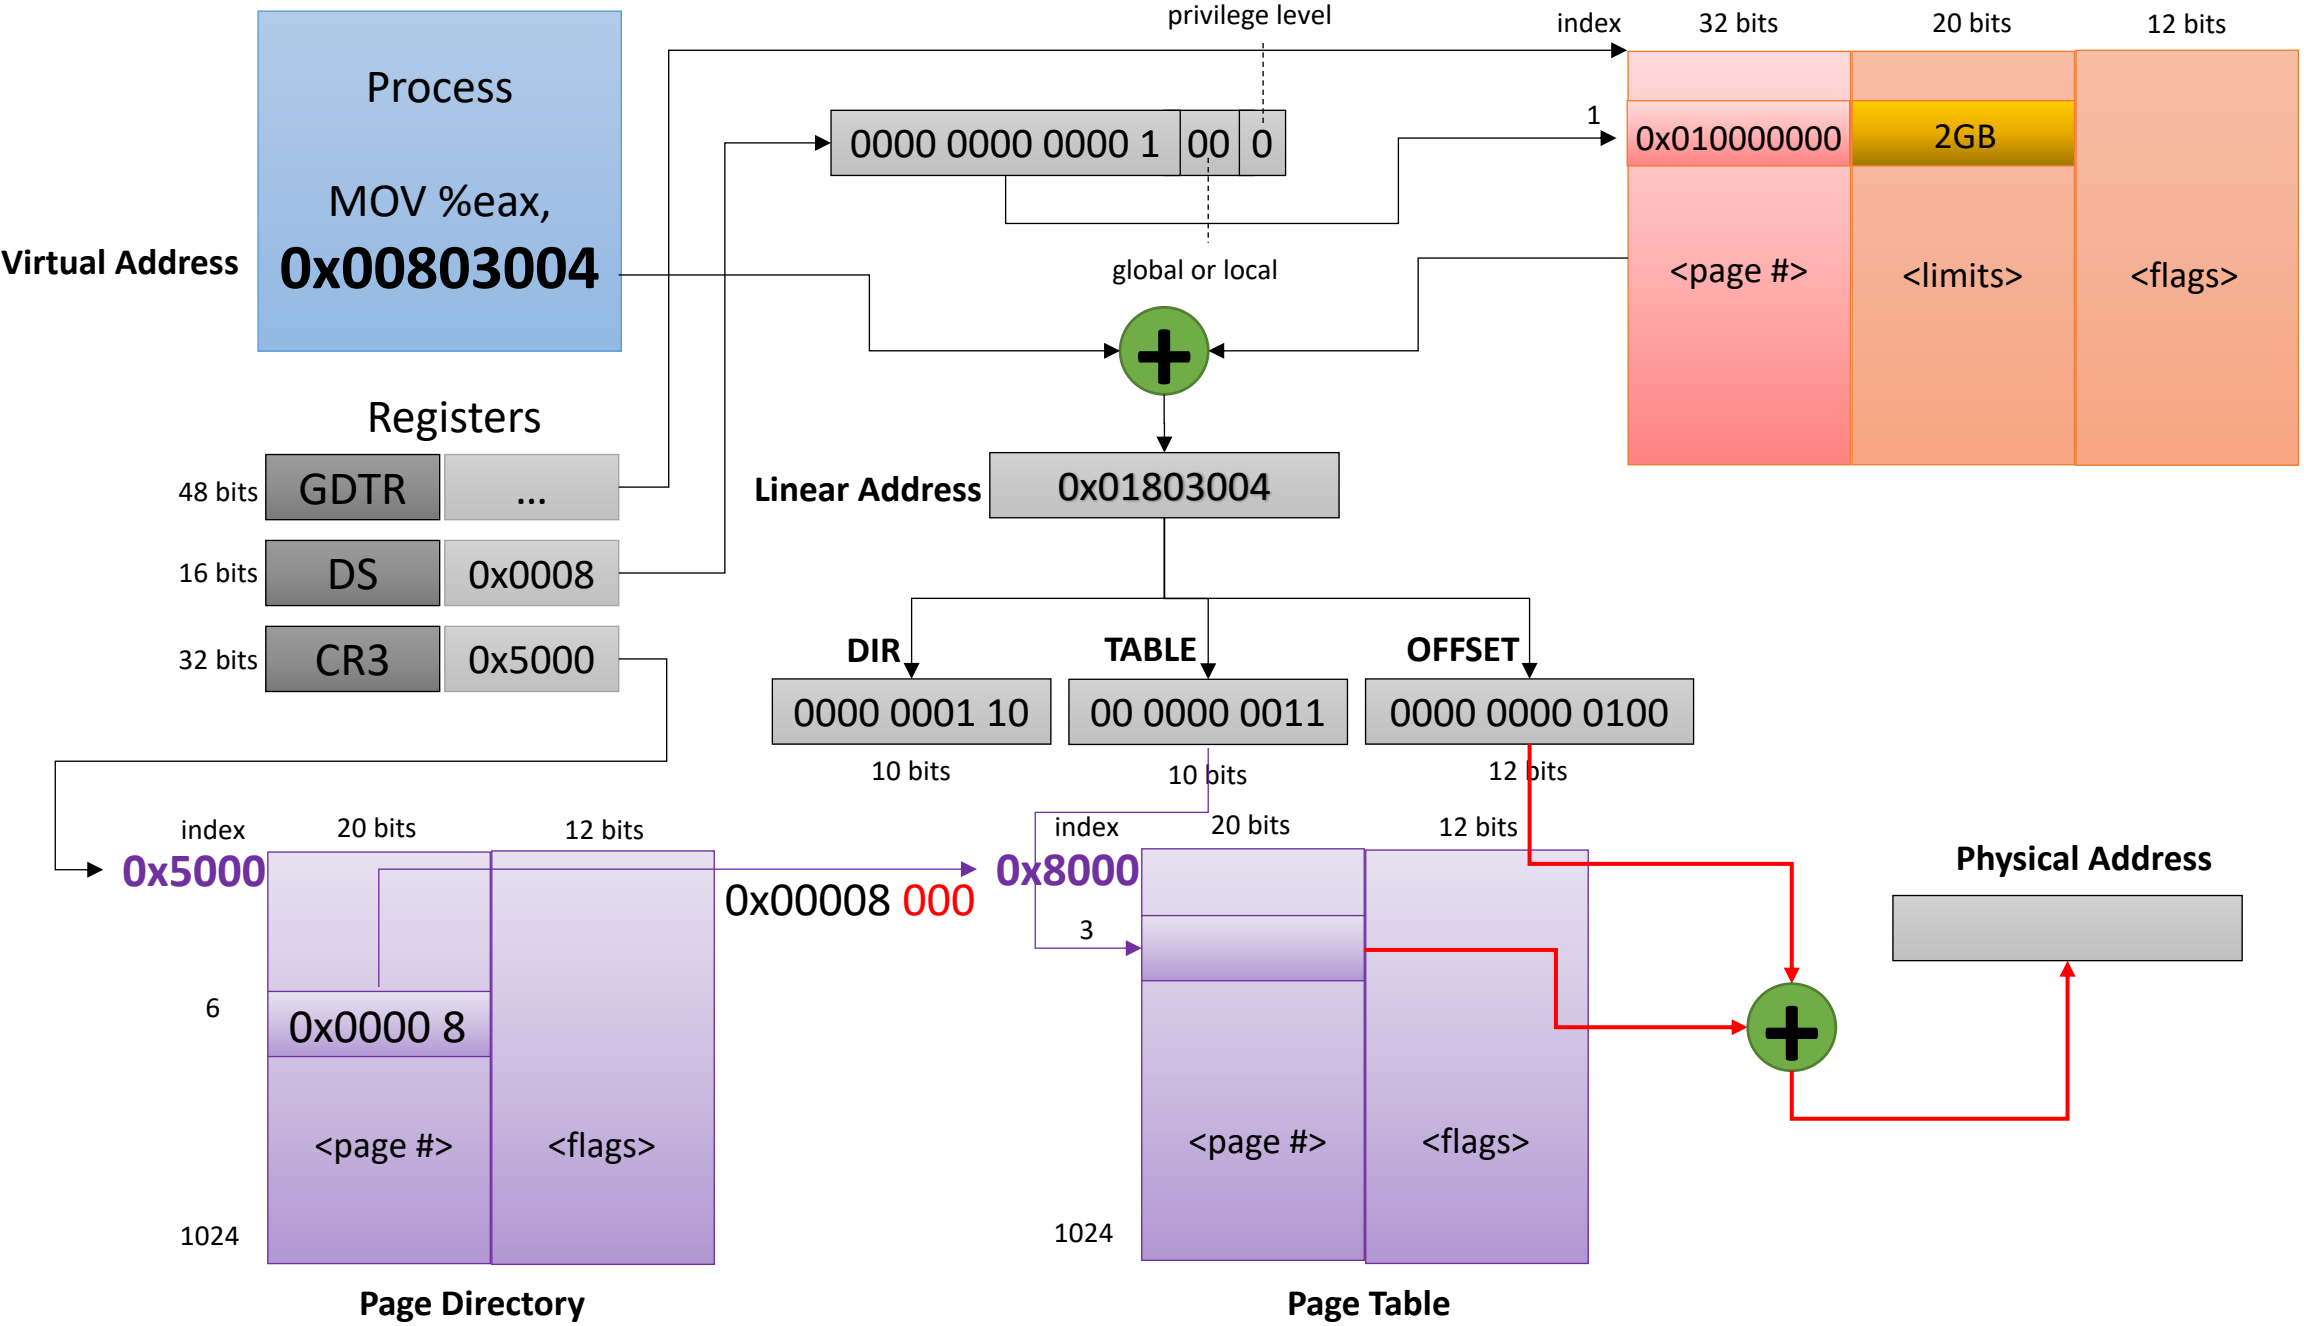 privilege level
index
32 bits
20 bits
12 bits
Process
MOV %eax,
0x00803004
Virtual Address
0000 0000 0000 1
00
0
global or local
1
0x010000000
2GB
<page #>
<limits>
<flags>
Registers
48 bits
GDTR
...
16 bits
DS
0x0008
32 bits
CR3
0x5000
Linear Address
0x01803004
DIR
TABLE
OFFSET
0000 0001 10
00 0000 0011
0000 0000 0100
10 bits
10 bits
12 bits
index
20 bits
12 bits
0x5000
0x00008 000
6
0x0000 8
<page #>
<flags>
1024
Page Directory
index
20 bits
12 bits
0x8000
3
<page #>
<flags>
1024
Page Table
Physical Address